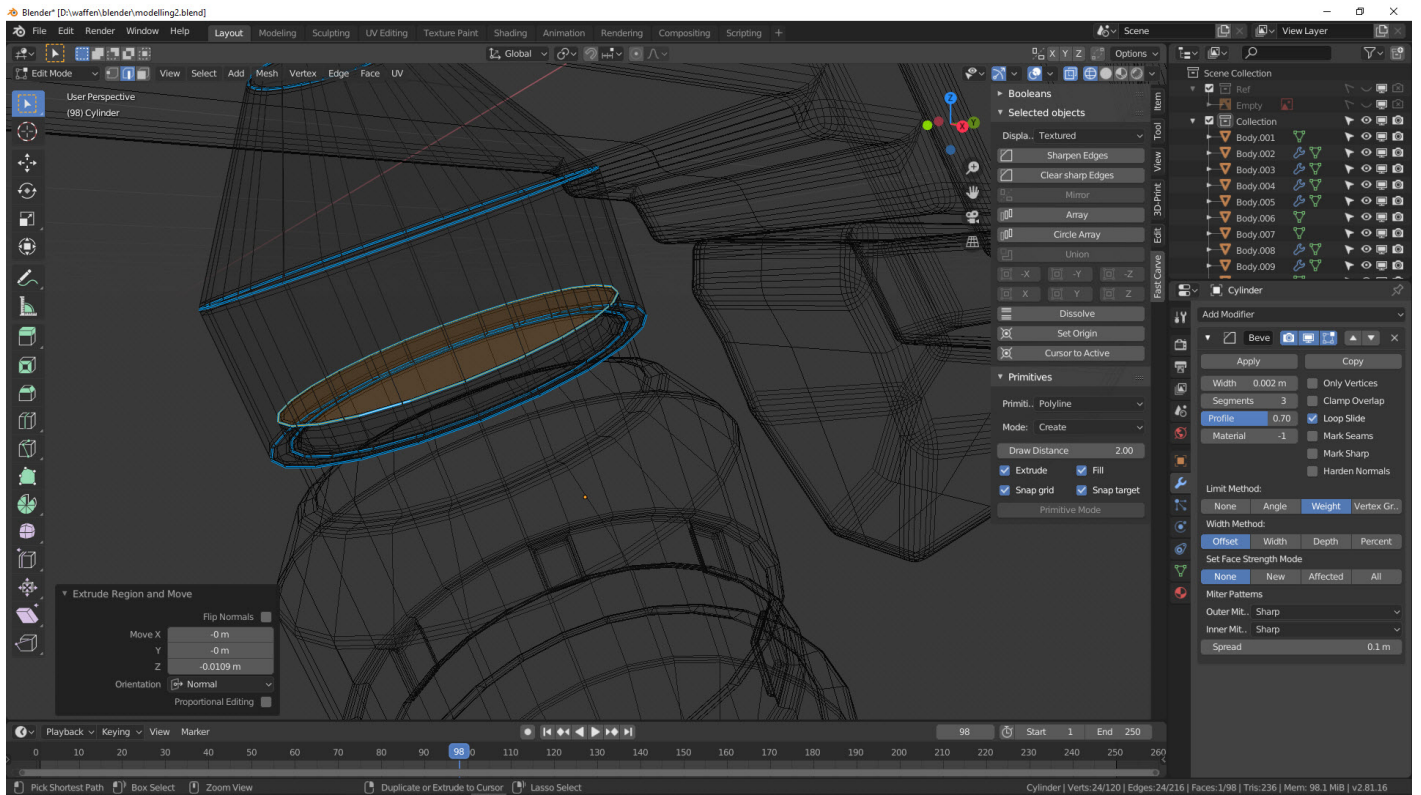 Blender* [D:\waffen\blender\modelling2.blend]
File Edit Render Window Help Layout Modeling Sculpting UV Editing Texture Paint Shading Animation Rendering Compositing Scripting + Scene View Layer
Global X Y Z Options
Edit Mode View Select Add Mesh Vertex Edge Face UV
User Perspective
(98) Cylinder
Z
X
Y
Booleans
Selected objects
Displa.. Textured
Sharpen Edges
Clear sharp Edges
Mirror
Array
Circle Array
Union
-X -Y -Z
X Y Z
Dissolve
Set Origin
Cursor to Active
Primitives
Primiti.. Polyline
Mode: Create
Draw Distance 2.00
Extrude Fill
Snap grid Snap target
Primitive Mode
Item
Tool
View
3D-Print
Edit
Fast Carve
Scene Collection
Ref
Empty
Collection
Body.001
Body.002
Body.003
Body.004
Body.005
Body.006
Body.007
Body.008
Body.009
Cylinder
Add Modifier
Beve
Apply Copy
Width 0.002 m Only Vertices
Segments 3 Clamp Overlap
Profile 0.70 Loop Slide
Material -1 Mark Seams
Mark Sharp
Harden Normals
Limit Method:
None Angle Weight Vertex Gr..
Width Method:
Offset Width Depth Percent
Set Face Strength Mode
None New Affected All
Miter Patterns
Outer Mit.. Sharp
Inner Mit.. Sharp
Spread 0.1 m
Extrude Region and Move
Flip Normals
Move X -0 m
Y -0 m
Z -0.0109 m
Orientation Normal
Proportional Editing
Playback Keying View Marker 98 Start 1 End 250
0 10 20 30 40 50 60 70 80 90 98 110 120 130 140 150 160 170 180 190 200 210 220 230 240 250 260
Pick Shortest Path Box Select Zoom View Duplicate or Extrude to Cursor Lasso Select Cylinder | Verts:24/120 | Edges:24/216 | Faces:1/98 | Tris:236 | Mem: 98.1 MiB | v2.81.16